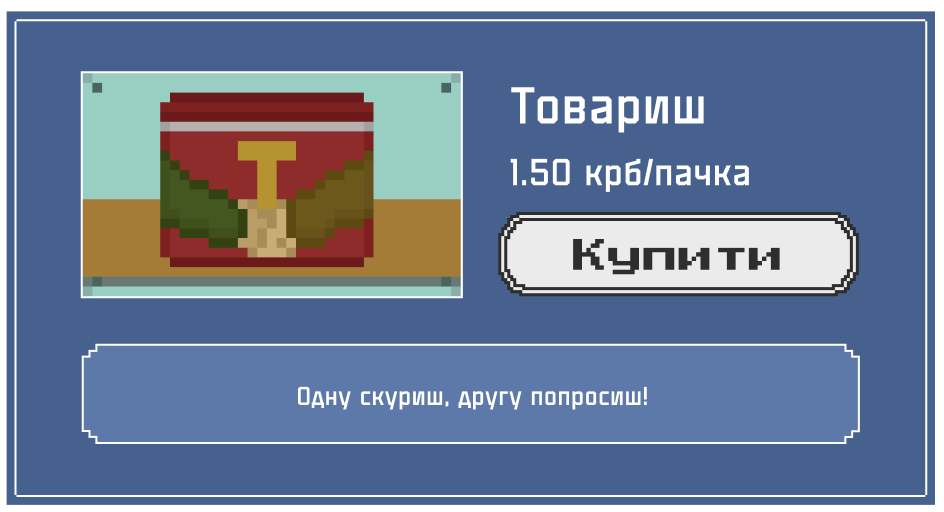 Т
Товариш
1.50 крб/пачка
Купити
Одну скуриш, другу попросиш!